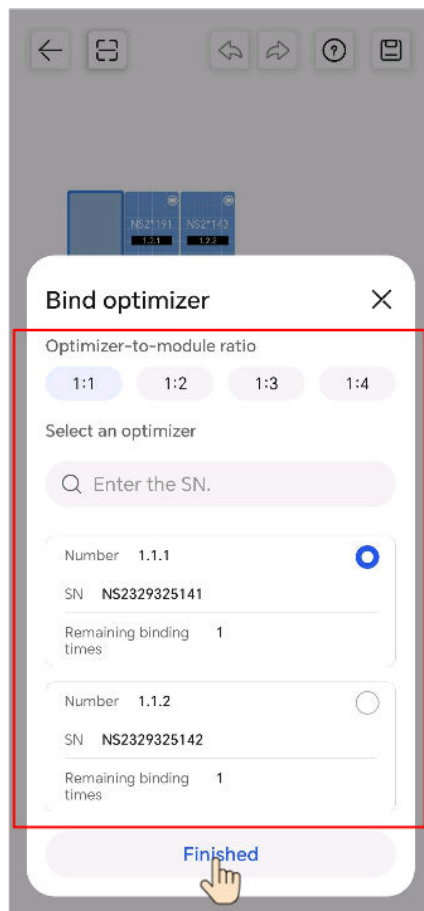 NS2*191 NS2*142
1.2.1 1.2.2
Bind optimizer
Optimizer-to-module ratio
1:1 1:2 1:3 1:4
Select an optimizer
Enter the SN.
Number 1.1.1
SN NS2329325141
Remaining binding
times 1
Number 1.1.2
SN NS2329325142
Remaining binding
times 1
Finished